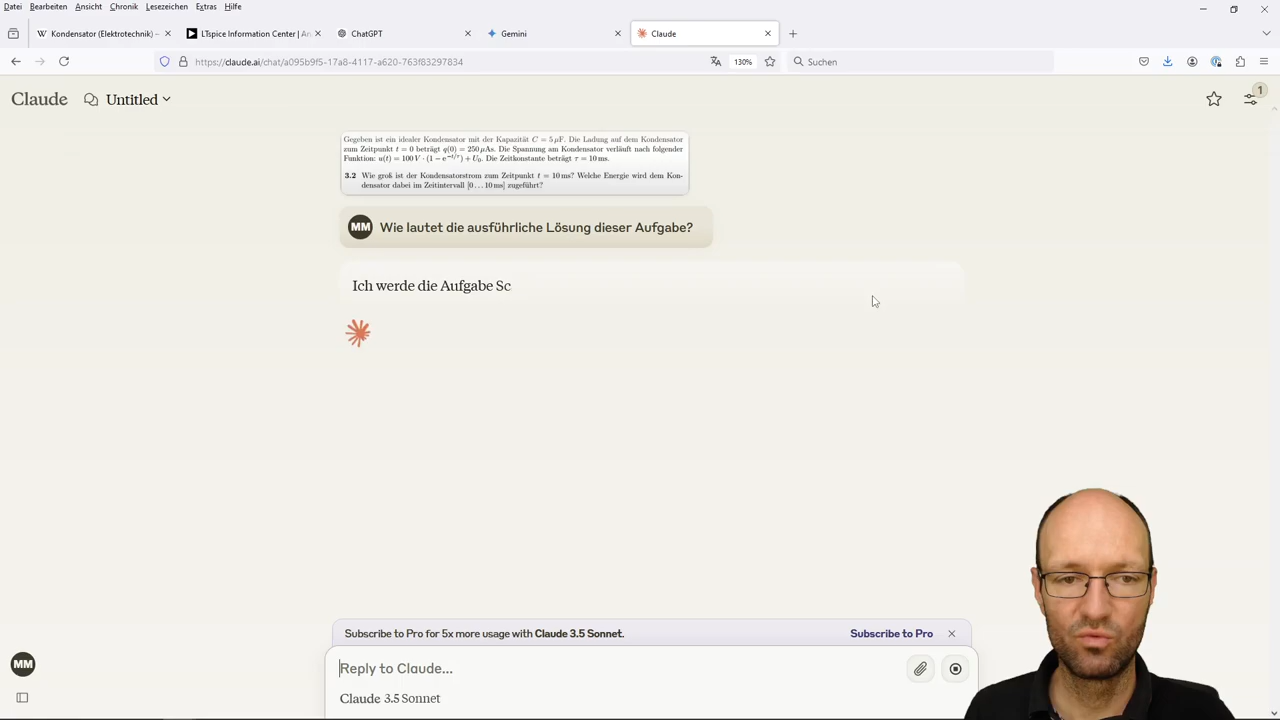 Datei Bearbeiten Ansicht Chronik Lesezeichen Extras Hilfe
W Kondensator (Elektrotechnik) –
LTspice Information Center | An
ChatGPT
Gemini
Claude
https://claude.ai/chat/a095b9f5-17a8-4117-a620-763f83297834
130%
Suchen
Claude
Untitled
1
Gegeben ist ein idealer Kondensator mit der Kapazität C = 5 µF. Die Ladung auf dem Kondensator
zum Zeitpunkt t = 0 beträgt q(0) = 250 µAs. Die Spannung am Kondensator verläuft nach folgender
Funktion: u(t) = 100 V · (1 − e^−t/τ) + U₀. Die Zeitkonstante beträgt τ = 10 ms.
3.2 Wie groß ist der Kondensatorstrom zum Zeitpunkt t = 10 ms? Welche Energie wird dem Kon-
densator dabei im Zeitintervall [0 . . . 10 ms] zugeführt?
MM Wie lautet die ausführliche Lösung dieser Aufgabe?
Ich werde die Aufgabe Sc
Subscribe to Pro for 5x more usage with Claude 3.5 Sonnet.
Subscribe to Pro
MM
Reply to Claude...
Claude 3.5 Sonnet